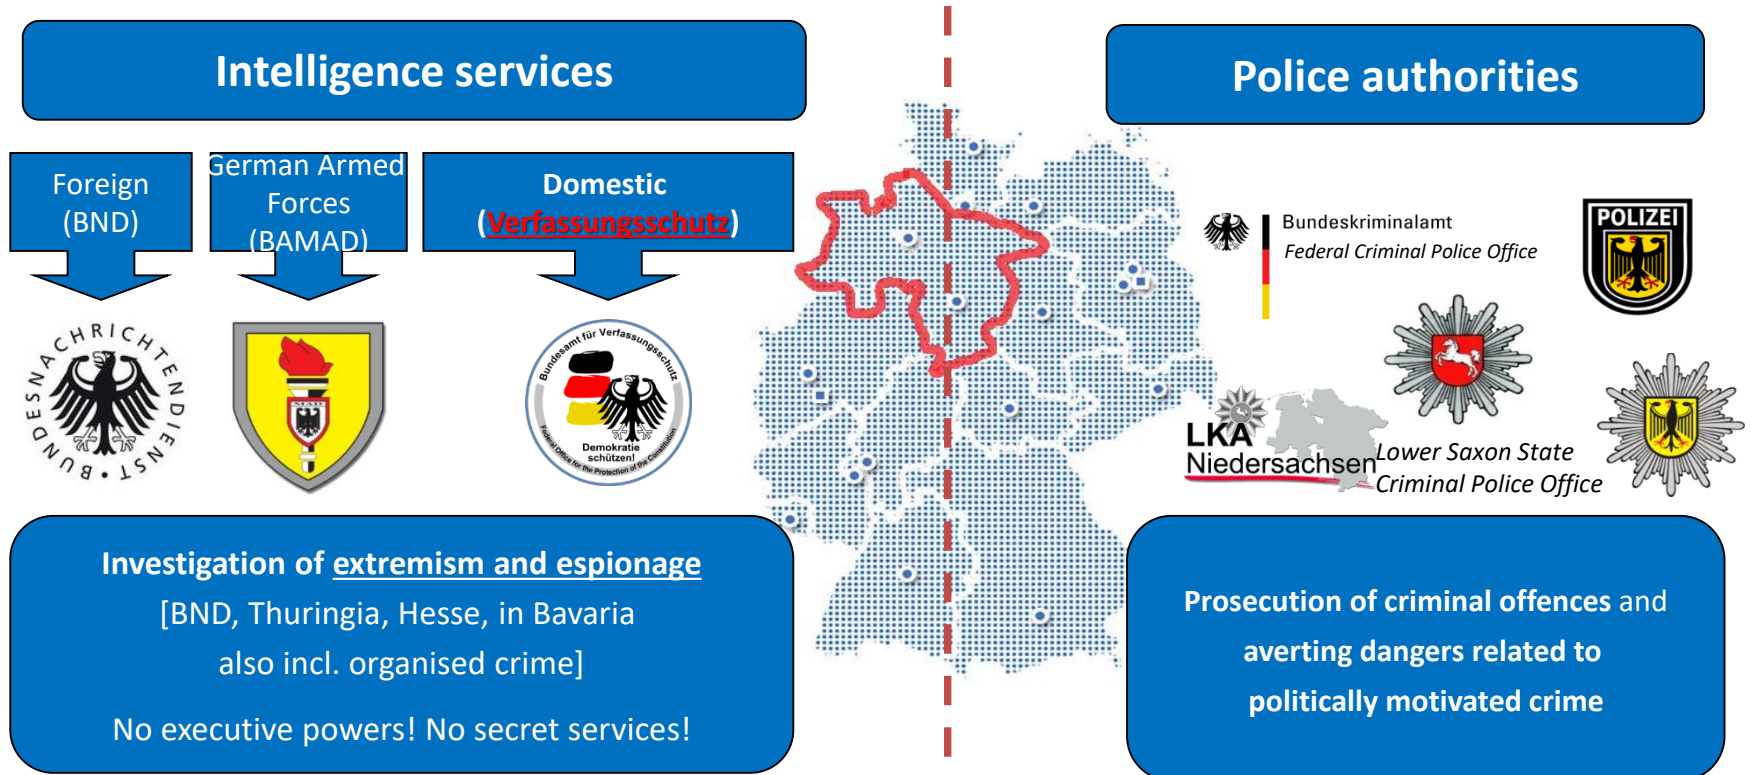 Intelligence services
Police authorities
Foreign
(BND)
German Armed
Forces
(BAMAD)
Domestic
(Verfassungsschutz)
BUNDESNACHRICHTENDIENST
MAD
Bundesamt für Verfassungsschutz
Demokratie
schützen!
Federal Office for the Protection of the Constitution
Bundeskriminalamt
Federal Criminal Police Office
POLIZEI
LKA
Niedersachsen
Lower Saxon State
Criminal Police Office
Investigation of extremism and espionage
[BND, Thuringia, Hesse, in Bavaria
also incl. organised crime]
No executive powers! No secret services!
Prosecution of criminal offences and
averting dangers related to
politically motivated crime